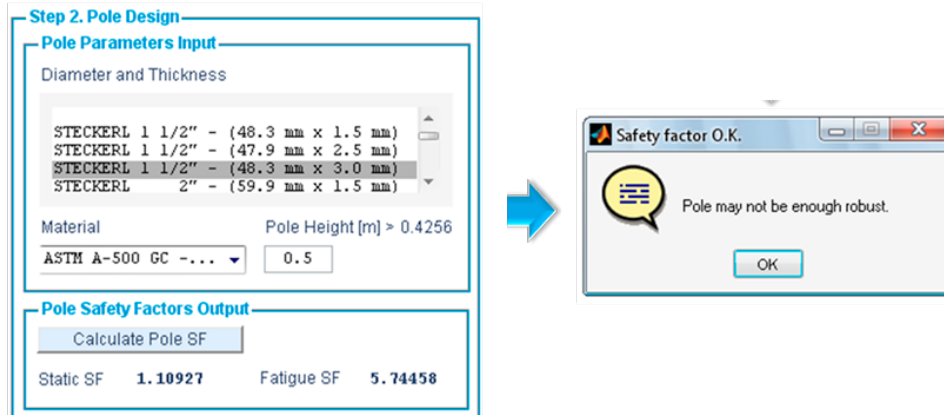 Step 2. Pole Design
Pole Parameters Input
Diameter and Thickness
STECKERL 1 1/2" - (48.3 mm x 1.5 mm)
STECKERL 1 1/2" - (47.9 mm x 2.5 mm)
STECKERL 1 1/2" - (48.3 mm x 3.0 mm)
STECKERL 2" - (59.9 mm x 1.5 mm)
Material
Pole Height [m] > 0.4256
ASTM A-500 GC -...
0.5
Pole Safety Factors Output
Calculate Pole SF
Static SF 1.10927 Fatigue SF 5.74458
Safety factor O.K.
Pole may not be enough robust.
OK